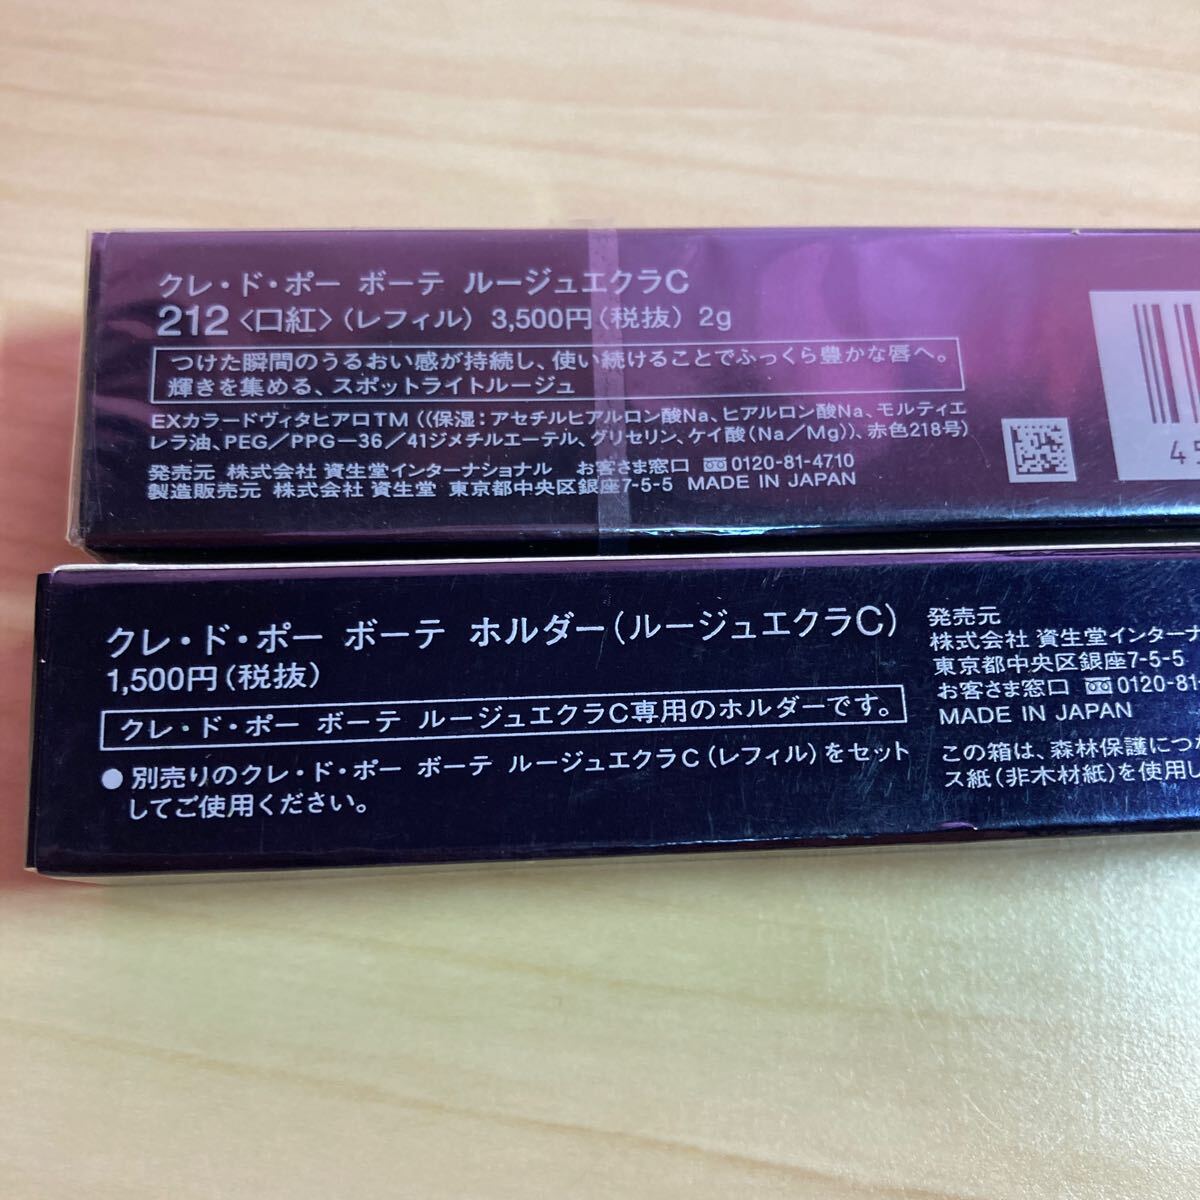 クレ・ド・ポー ボーテ ルージュエクラC
212〈口紅〉(レフィル) 3,500円(税抜) 2g
つけた瞬間のうるおい感が持続し、使い続けることでふっくら豊かな唇へ。
輝きを集める、スポットライトルージュ
EXカラードヴィタヒアロTM ((保湿:アセチルヒアルロン酸Na、ヒアルロン酸Na、モルティエ
レラ油、PEG/PPG-36/41ジメチルエーテル、グリセリン、ケイ酸(Na/Mg))、赤色218号)
発売元 株式会社 資生堂インターナショナル お客さま窓口 0120-81-4710
製造販売元 株式会社 資生堂 東京都中央区銀座7-5-5 MADE IN JAPAN
45
クレ・ド・ポー ボーテ ホルダー(ルージュエクラC)
1,500円(税抜)
クレ・ド・ポー ボーテ ルージュエクラC専用のホルダーです。
●別売りのクレ・ド・ポー ボーテ ルージュエクラC(レフィル)をセット
してご使用ください。
発売元
株式会社 資生堂インターナ
東京都中央区銀座7-5-5
お客さま窓口 0120-81-
MADE IN JAPAN
この箱は、森林保護につな
ス紙(非木材紙)を使用し